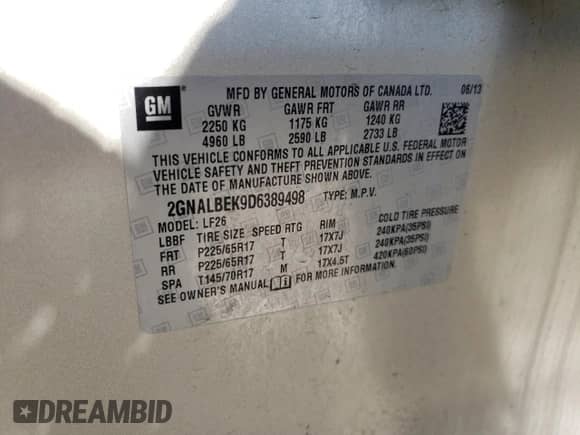 GM ®
MFD BY GENERAL MOTORS OF CANADA LTD. 06/13
GVWR GAWR FRT GAWR RR
2250 KG 1175 KG 1240 KG
4960 LB 2590 LB 2733 LB
THIS VEHICLE CONFORMS TO ALL APPLICABLE U.S. FEDERAL MOTOR
VEHICLE SAFETY AND THEFT PREVENTION STANDARDS IN EFFECT ON
THE DATE OF MANUFACTURE SHOWN ABOVE.
2GNALBEK9D6389498 TYPE: M.P.V.
MODEL: LF26
LBBF TIRE SIZE SPEED RTG RIM COLD TIRE PRESSURE
FRT P225/65R17 T 17X7J 240KPA(35PSI)
RR P225/65R17 T 17X7J 240KPA(35PSI)
SPA T145/70R17 M 17X4.5T 420KPA(60PSI)
SEE OWNER'S MANUAL FOR MORE INFORMATION.
DREAMBID